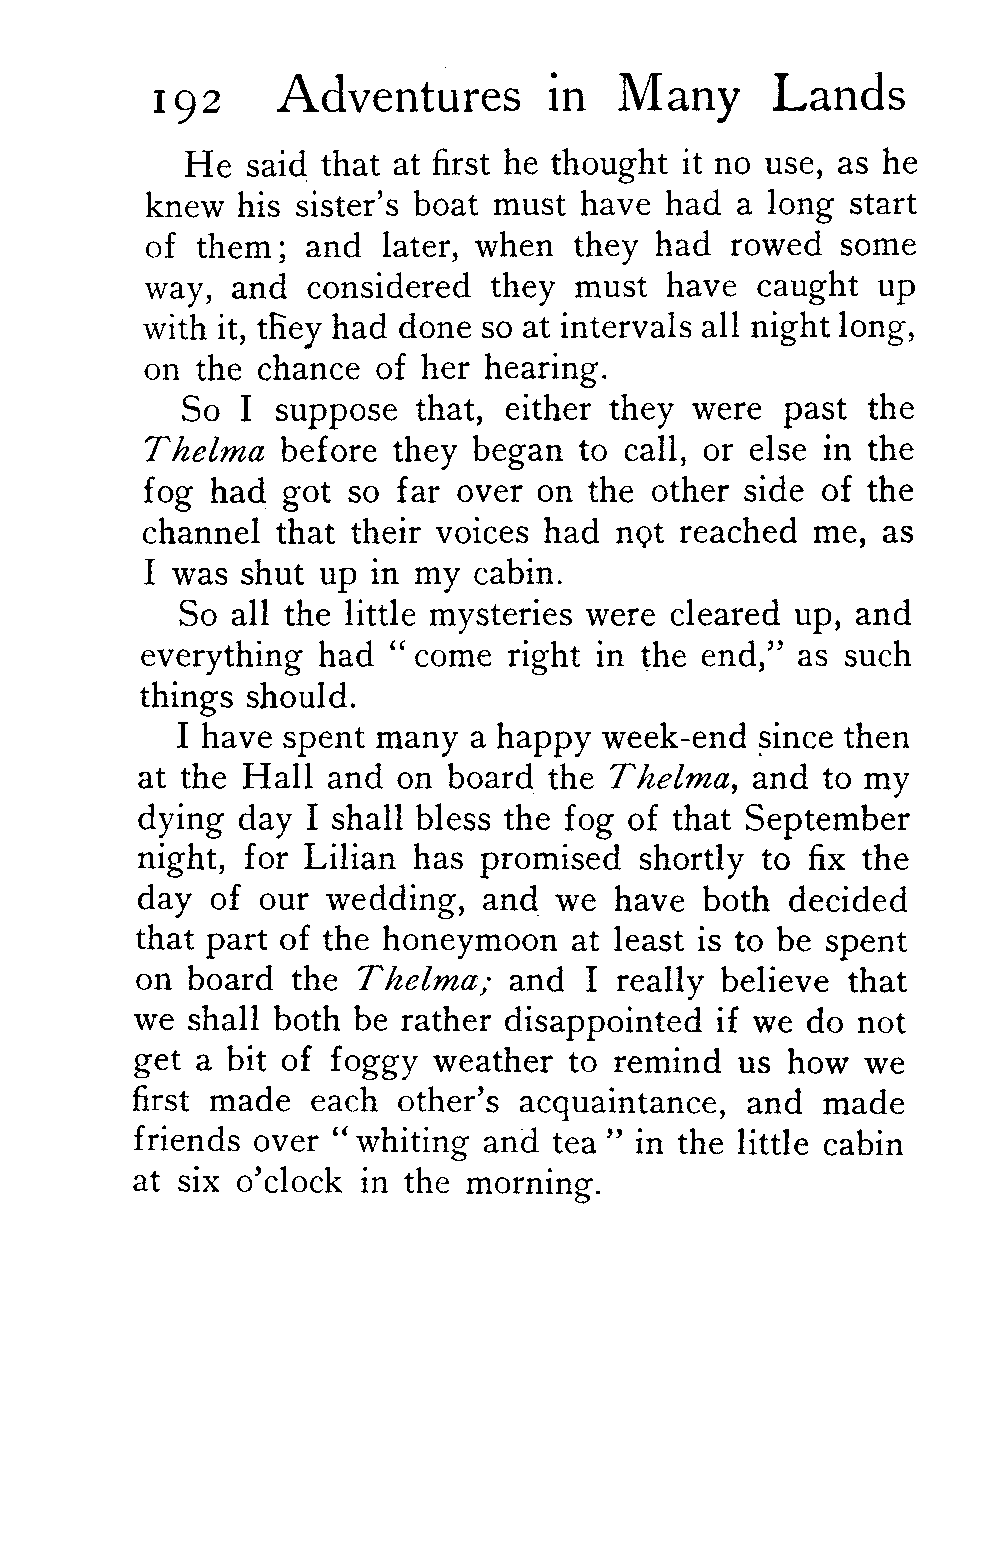 192 Adventures in Many Lands
He said that at first he thought it no use, as he
knew his sister's boat must have had a long start
of them; and later, when they had rowed some
way, and considered they must have caught up
with it, they had done so at intervals all night long,
on the chance of her hearing.
So I suppose that, either they were past the
Thelma before they began to call, or else in the
fog had got so far over on the other side of the
channel that their voices had not reached me, as
I was shut up in my cabin.
So all the little mysteries were cleared up, and
everything had "come right in the end," as such
things should.
I have spent many a happy week-end since then
at the Hall and on board the Thelma, and to my
dying day I shall bless the fog of that September
night, for Lilian has promised shortly to fix the
day of our wedding, and we have both decided
that part of the honeymoon at least is to be spent
on board the Thelma; and I really believe that
we shall both be rather disappointed if we do not
get a bit of foggy weather to remind us how we
first made each other's acquaintance, and made
friends over "whiting and tea" in the little cabin
at six o'clock in the morning.